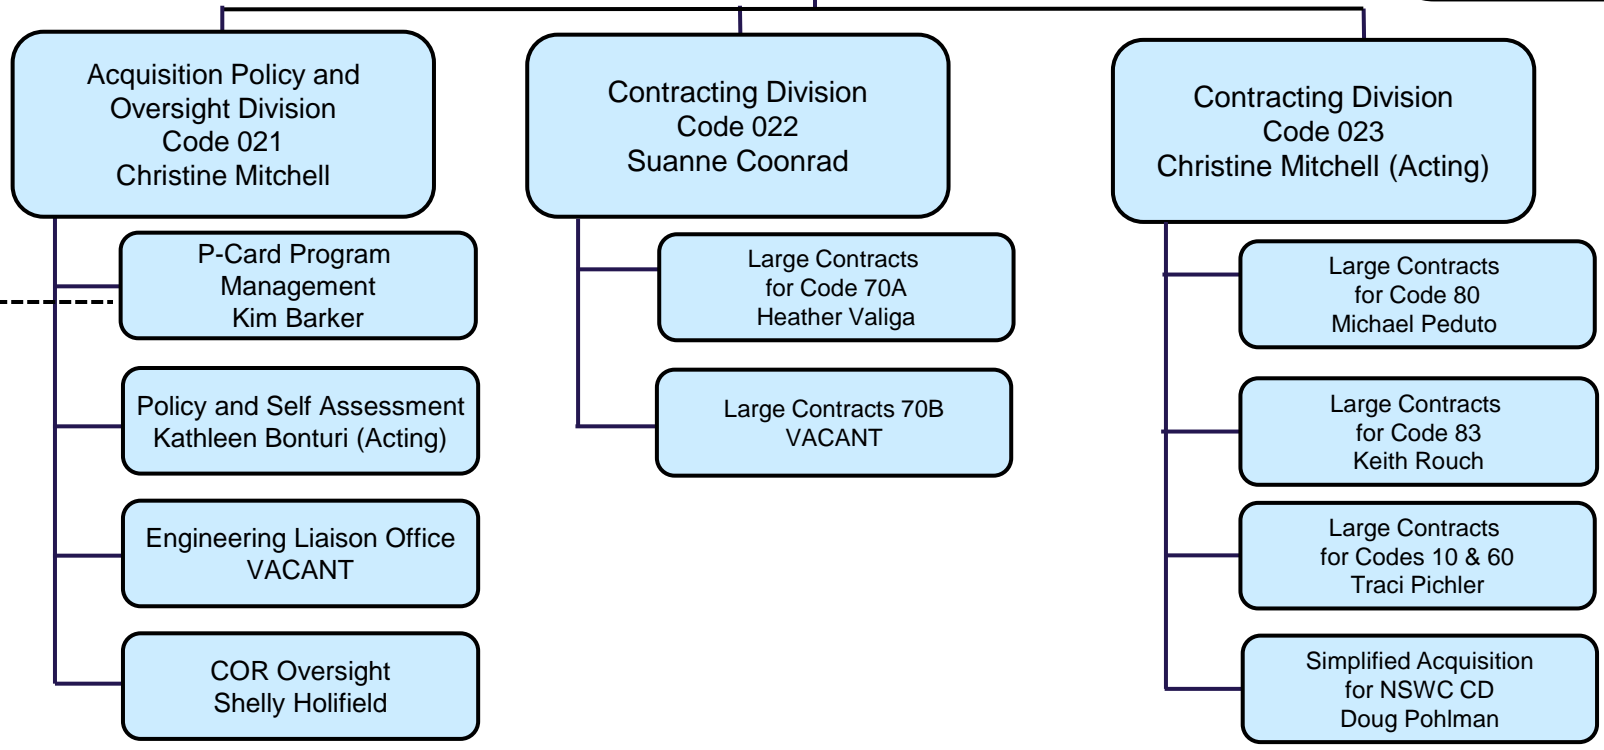 Acquisition Policy and
Oversight Division
Code 021
Christine Mitchell
P-Card Program
Management
Kim Barker
Policy and Self Assessment
Kathleen Bonturi (Acting)
Engineering Liaison Office
VACANT
COR Oversight
Shelly Holifield
Contracting Division
Code 022
Suanne Coonrad
Large Contracts
for Code 70A
Heather Valiga
Large Contracts 70B
VACANT
Contracting Division
Code 023
Christine Mitchell (Acting)
Large Contracts
for Code 80
Michael Peduto
Large Contracts
for Code 83
Keith Rouch
Large Contracts
for Codes 10 & 60
Traci Pichler
Simplified Acquisition
for NSWC CD
Doug Pohlman